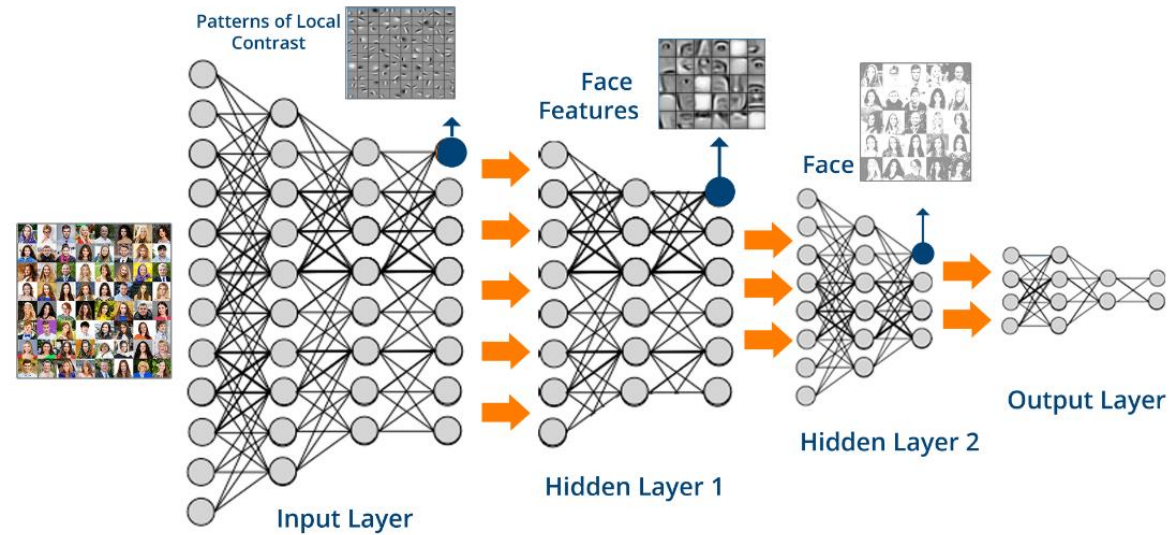 Patterns of Local
Contrast
Face
Features
Face
Input Layer
Hidden Layer 1
Hidden Layer 2
Output Layer